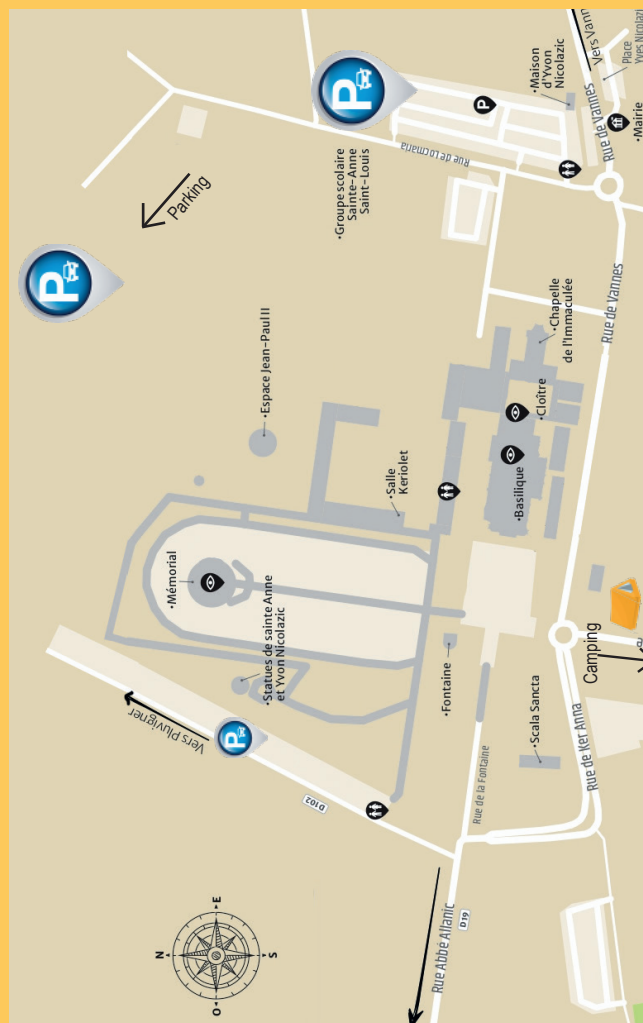 P
Parking
P
•Groupe scolaire
Sainte-Anne
Saint-Louis
Rue de Locmaria
P
•Maison
d'Yvon
Nicolazic
Rue de Vannes
Vers Vann
Place
Yves Nicolazi
•Mairie
•Espace Jean-Paul II
•Salle
Keriolet
•Chapelle
de l'Immaculée
•Cloître
•Basilique
Rue de Vannes
•Mémorial
•Statues de sainte Anne
et Yvon Nicolazic
•Fontaine
•Scala Sancta
Camping
Vers Pluvigner
P
D102
Rue de la Fontaine
Rue de Ker Anna
Rue Abbé Allanic
D19
N
E
S
O